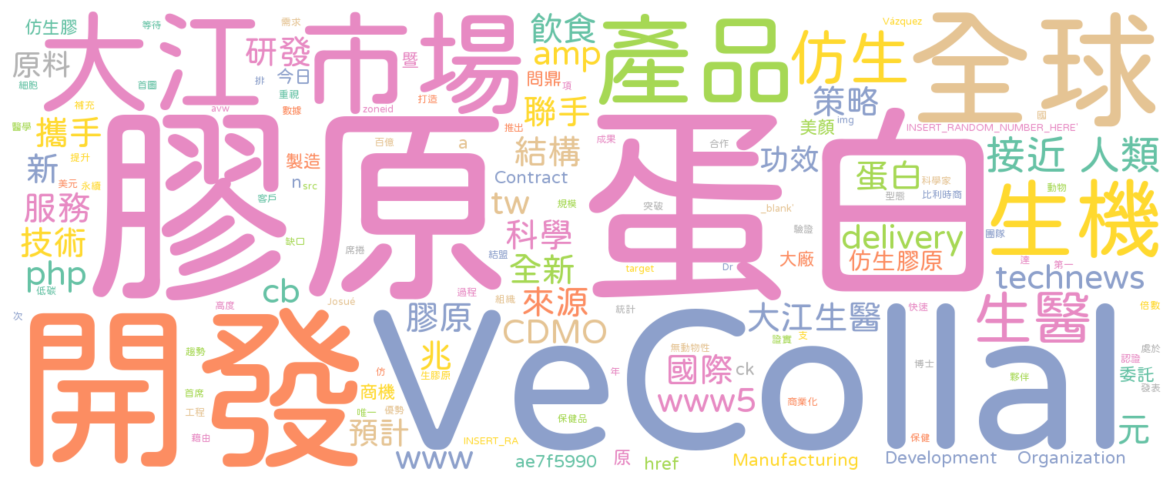 仿生膠 等待 需求 Vázquez
大江 市場 產品 全球
研發 暨 飲食 amp 仿生
原料 細胞 首圖 排 今日 重視 數據 問鼎 項 打造
補充 avw zoneid 聯手 策略 img 美顏 國
INSERT_RANDOM_NUMBER_HERE`
醫學 攜手 提升 製造 百億 推出 a 成果 合作 接近 人類
膠原蛋白
新 美元 永續 n src 結構 Contract 功效 蛋白 科學家 動物
服務 客戶 tw 規模 突破 _blank` 型態 比利時商 生機
技術 缺口 席捲 結盟 科學 驗證 delivery 團隊
php 低碳 cb 過程 全新 target Dr 大廠 仿生膠原 達 第一 technews
次 高度 Josué 膠原 組織 來源 統計 大江生醫 快速 生醫 倍數
開發 VeCollal
CDMO 證實 支
趨勢 兆 無動物性 國際 ck 博士 認證 處於
仿 生膠原 夥伴 委託 發表
首席 商機 年 www5 商業化
工程 唯一 優勢 保健品 元
藉由 預計 INSERT_RA 保健
www ae7f5990 原 href Manufacturing Development Organization